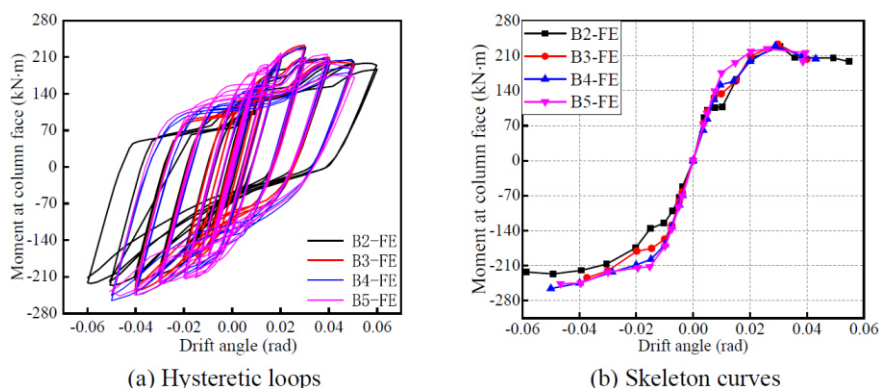 280
210
140
70
0
-70
-140
-210
-280
Moment at column face (kN·m)
-0.06 -0.04 -0.02 0.00 0.02 0.04 0.06
Drift angle (rad)
B2-FE
B3-FE
B4-FE
B5-FE
(a) Hysteretic loops
280
210
140
70
0
-70
-140
-210
-280
Moment at column face (kN·m)
-0.06 -0.04 -0.02 0.00 0.02 0.04 0.06
Drift angle (rad)
B2-FE
B3-FE
B4-FE
B5-FE
(b) Skeleton curves